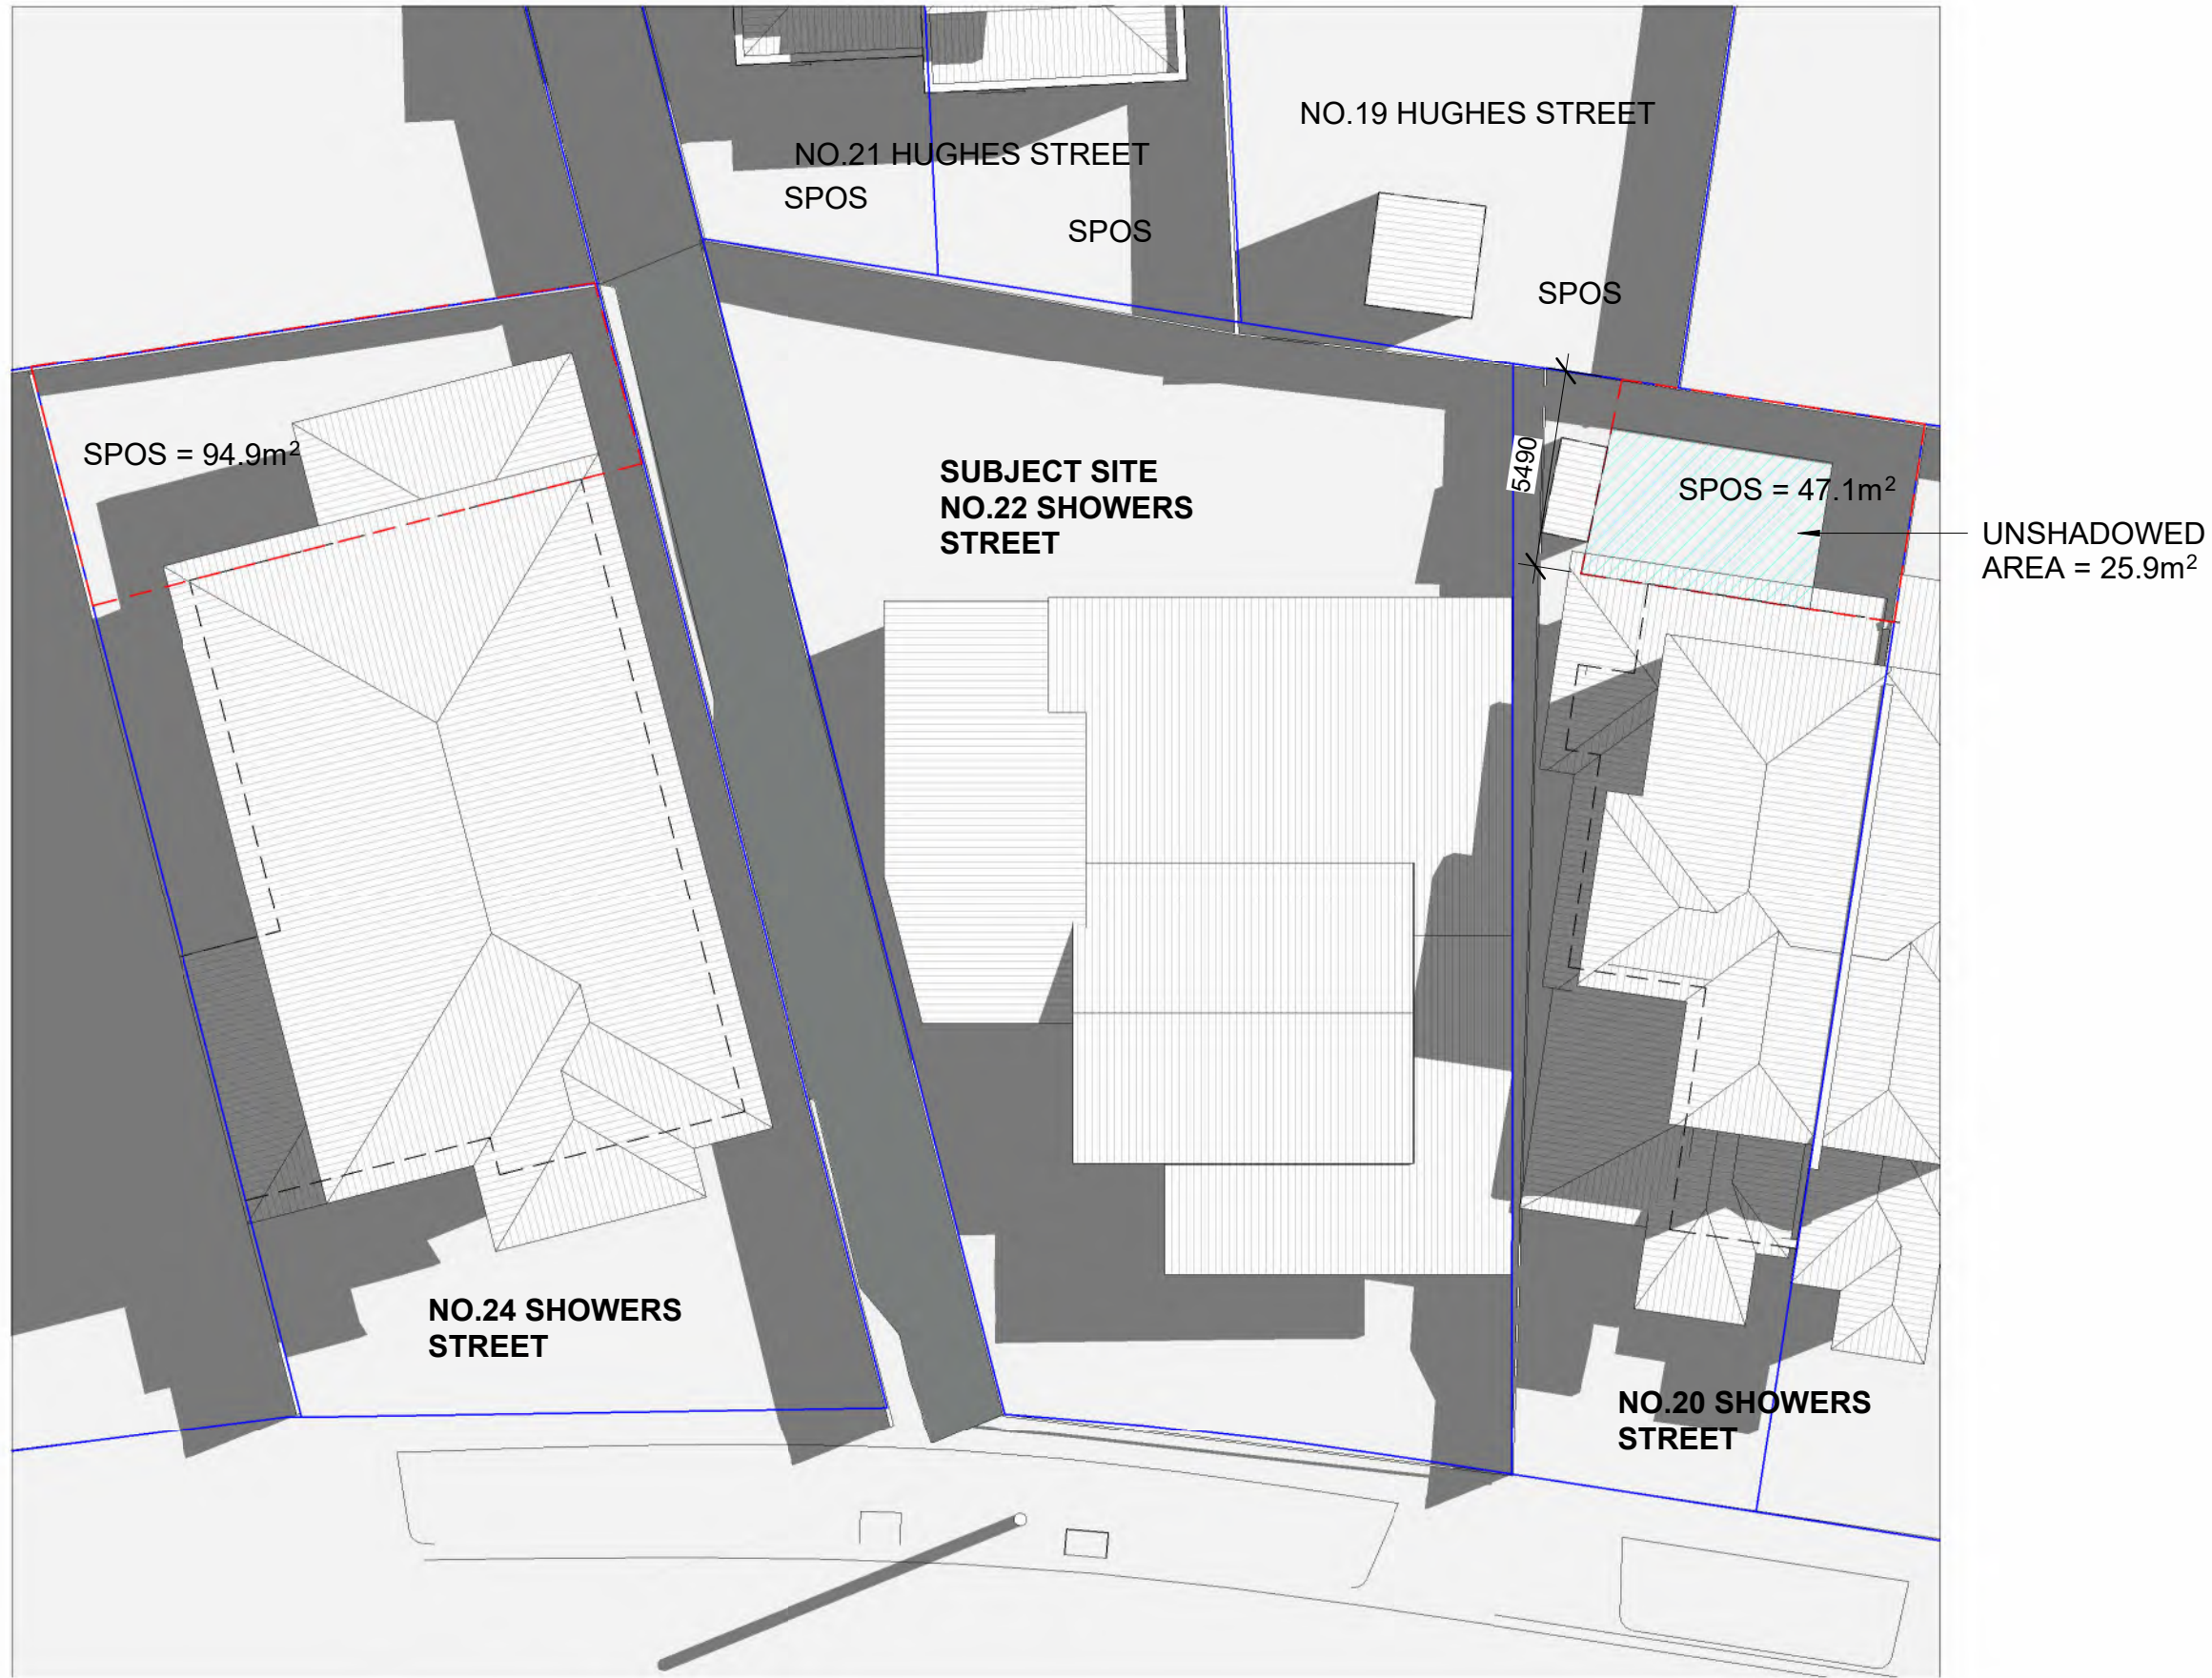 NO.19 HUGHES STREET
NO.21 HUGHES STREET
SPOS
SPOS
SPOS
SPOS = 94.9m²
SUBJECT SITE
NO.22 SHOWERS
STREET
5490
SPOS = 47.1m²
UNSHADOWED
AREA = 25.9m²
NO.24 SHOWERS
STREET
NO.20 SHOWERS
STREET